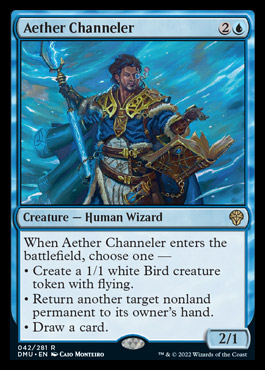 Aether Channeler 2
Creature — Human Wizard
When Aether Channeler enters the
battlefield, choose one —
• Create a 1/1 white Bird creature
token with flying.
• Return another target nonland
permanent to its owner's hand.
• Draw a card.
2/1
042/281 R
DMU • EN Caio Monteiro
™ & © 2022 Wizards of the Coast